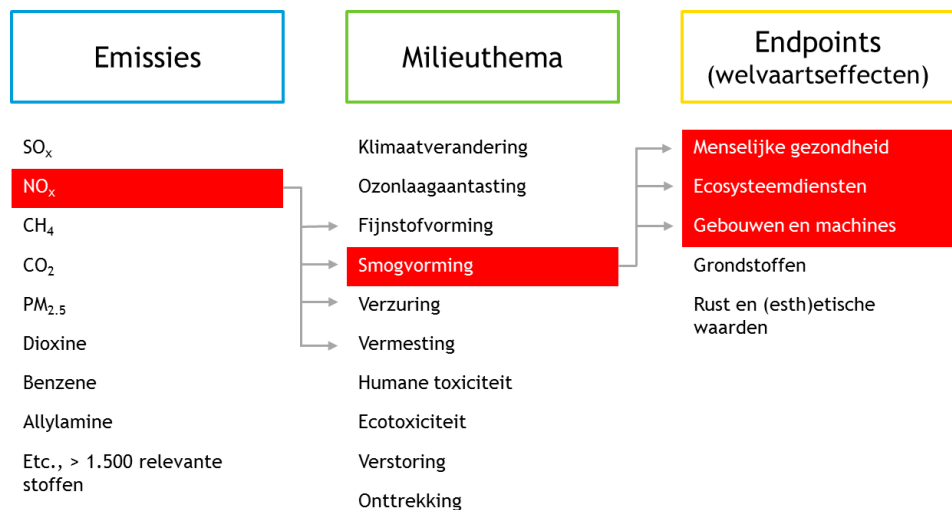 Emissies
Milieuthema
Endpoints
(welvaartseffecten)
SOₓ
NOₓ
CH₄
CO₂
PM₂.₅
Dioxine
Benzene
Allylamine
Etc., > 1.500 relevante
stoffen
Klimaatverandering
Ozonlaagaantasting
Fijnstofvorming
Smogvorming
Verzuring
Vermesting
Humane toxiciteit
Ecotoxiciteit
Verstoring
Onttrekking
Menselijke gezondheid
Ecosysteemdiensten
Gebouwen en machines
Grondstoffen
Rust en (esth)etische
waarden